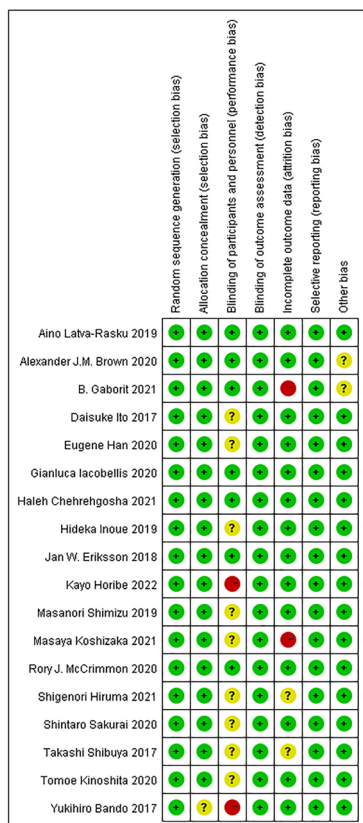 Random sequence generation (selection bias)
Allocation concealment (selection bias)
Blinding of participants and personnel (performance bias)
Blinding of outcome assessment (detection bias)
Incomplete outcome data (attrition bias)
Selective reporting (reporting bias)
Other bias
Aino Latva-Rasku 2019 + + + + + + +
Alexander J.M. Brown 2020 + + + + + + ?
B. Gaborit 2021 + + + + - + ?
Daisuke Ito 2017 + + ? + + + +
Eugene Han 2020 + + ? + + + +
Gianluca Iacobellis 2020 + + + + + + +
Haleh Chehrehgosha 2021 + + + + + + +
Hideka Inoue 2019 + + ? + + + +
Jan W. Eriksson 2018 + + + + + + +
Kayo Horibe 2022 + + - + + + +
Masanori Shimizu 2019 + + ? + + + +
Masaya Koshizaka 2021 + + ? + - + +
Rory J. McCrimmon 2020 + + + + + + +
Shigenori Hiruma 2021 + + ? + ? + +
Shintaro Sakurai 2020 + + ? + + + +
Takashi Shibuya 2017 + + ? + ? + +
Tomoe Kinoshita 2020 + + ? + + + +
Yukihiro Bando 2017 + ? - + + + +